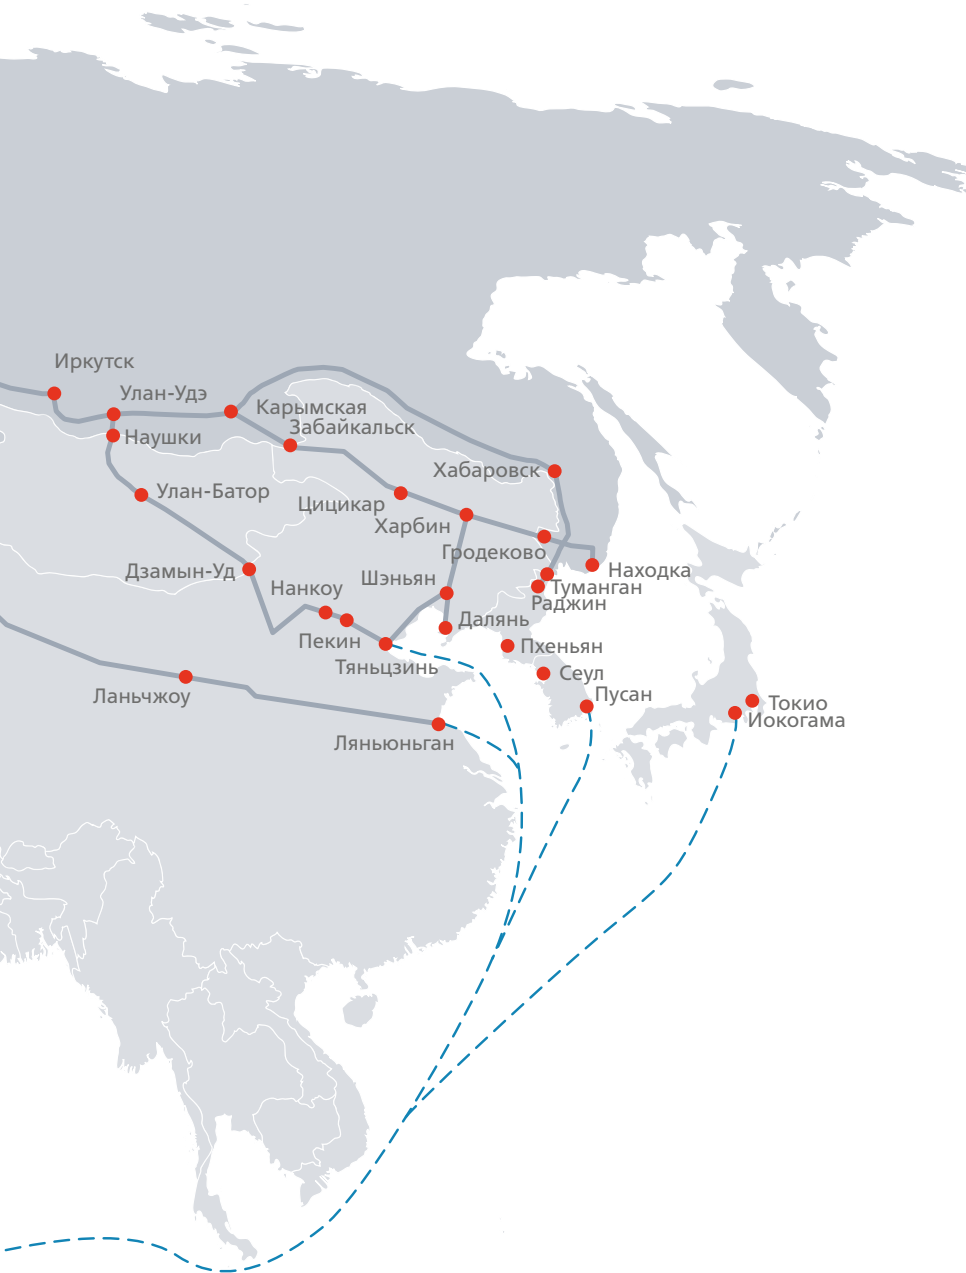 Иркутск
Улан-Удэ
Карымская
Забайкальск
Наушки
Хабаровск
Улан-Батор
Цицикар
Харбин
Гродеково
Дзамын-Уд
Находка
Шэньян
Туманган
Нанкоу
Раджин
Далянь
Пекин
Пхеньян
Тяньцзинь
Сеул
Ланьчжоу
Пусан
Токио
Иокогама
Ляньюньган